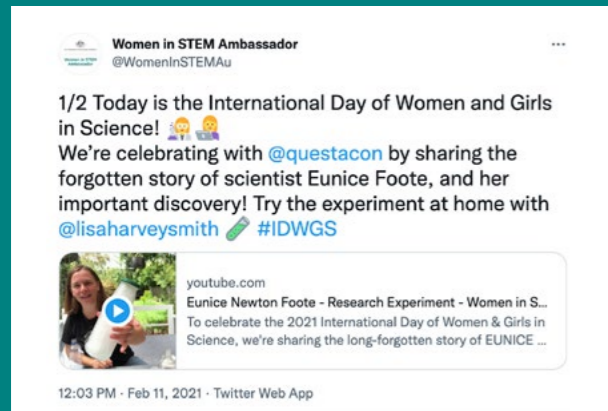 Women in STEM Ambassador
@WomenInSTEMAu
1/2 Today is the International Day of Women and Girls
in Science! 👩‍🔬👩‍💻
We're celebrating with @questacon by sharing the
forgotten story of scientist Eunice Foote, and her
important discovery! Try the experiment at home with
@lisaharveysmith 🧪 #IDWGS
youtube.com
Eunice Newton Foote - Research Experiment - Women in S...
To celebrate the 2021 International Day of Women & Girls in
Science, we're sharing the long-forgotten story of EUNICE ...
12:03 PM · Feb 11, 2021 · Twitter Web App